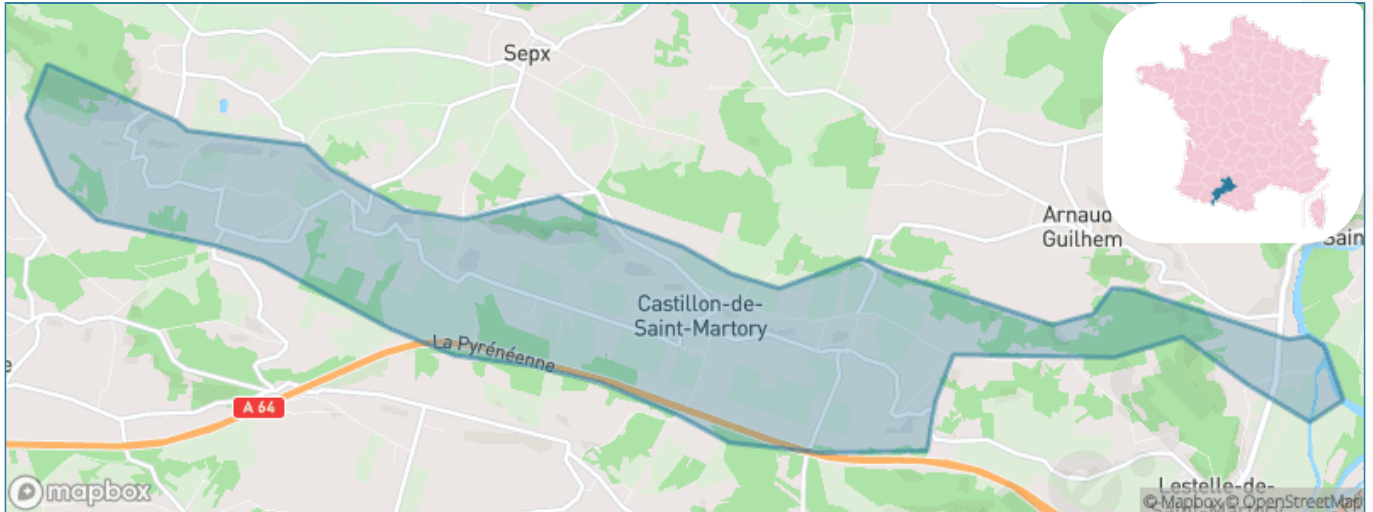 Sepx
Arnaud
Guilhem
Castillon-de-
Saint-Martory
La Pyrénéenne
A 64
Lestelle-de-
mapbox
© Mapbox © OpenStreetMap